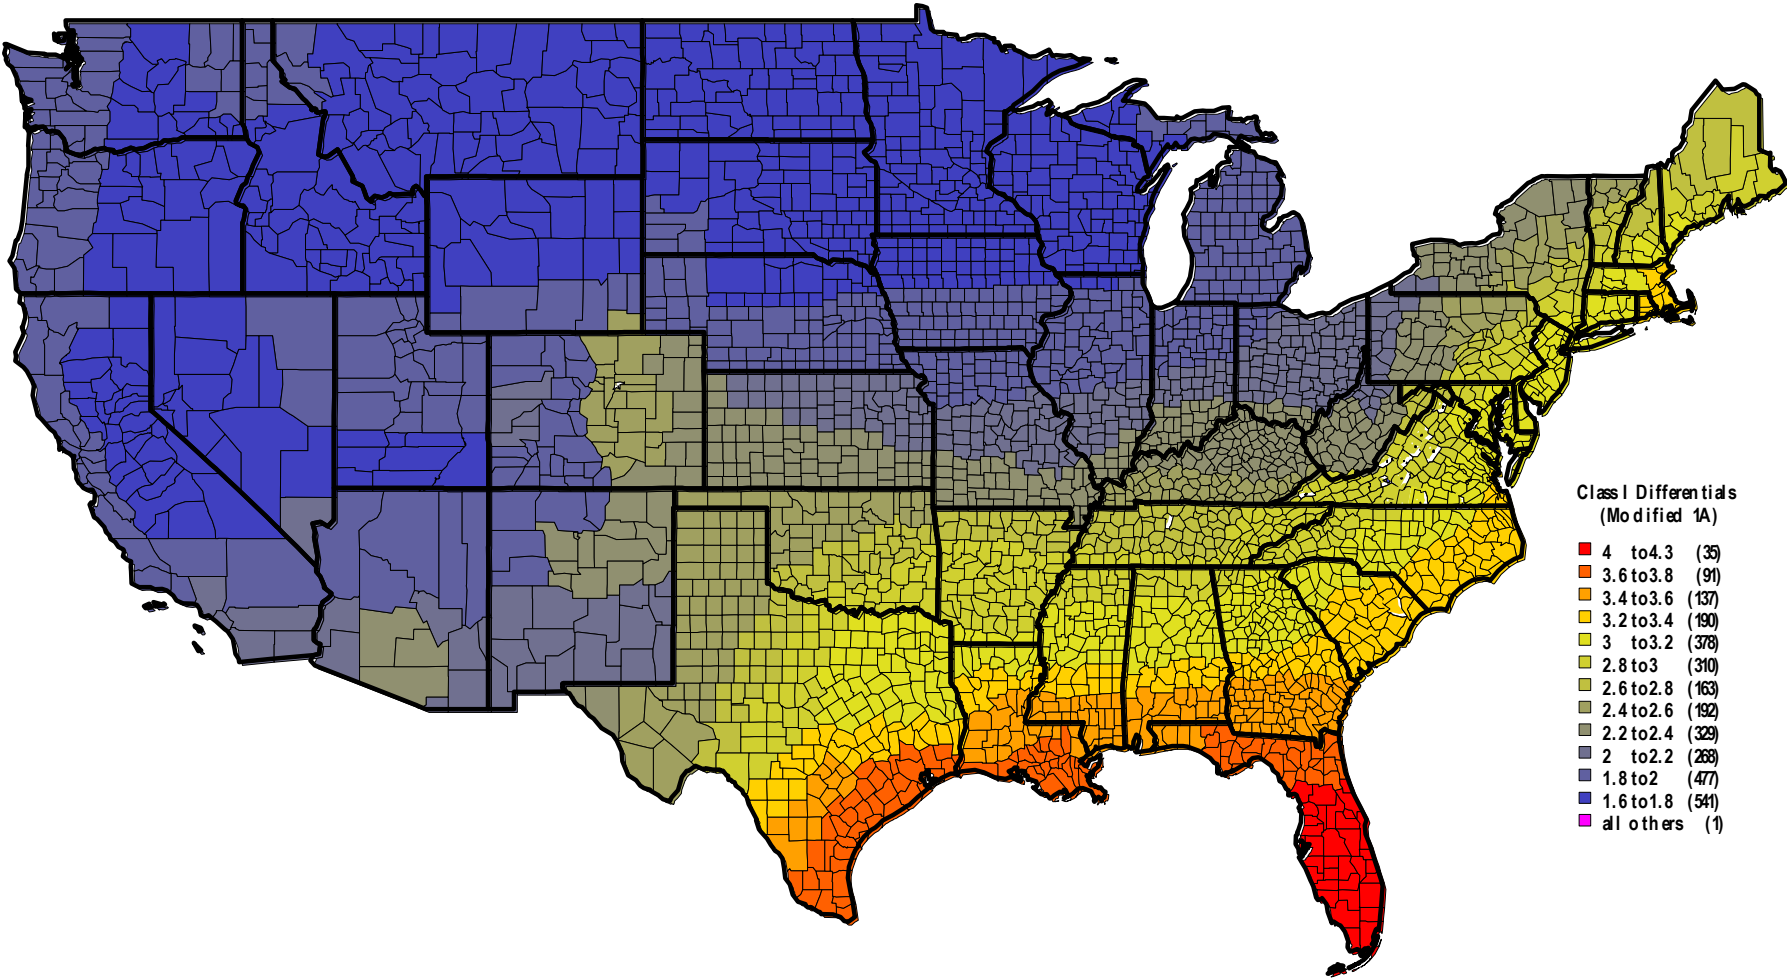 Class I Differentials
(Modified 1A)
4 to 4.3 (35)
3.6 to 3.8 (91)
3.4 to 3.6 (137)
3.2 to 3.4 (190)
3 to 3.2 (378)
2.8 to 3 (310)
2.6 to 2.8 (163)
2.4 to 2.6 (192)
2.2 to 2.4 (329)
2 to 2.2 (268)
1.8 to 2 (477)
1.6 to 1.8 (541)
all others (1)